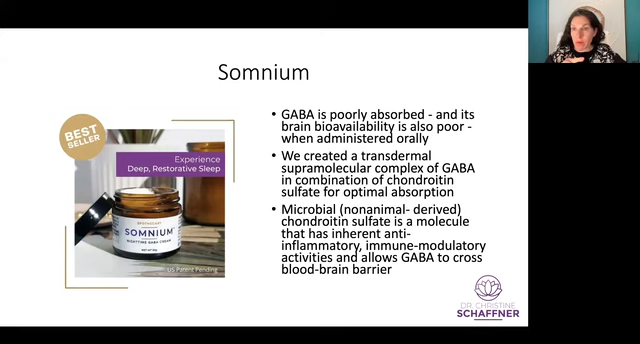 Somnium
BEST
SELLER
Experience
Deep, Restorative Sleep
SOMNIUM
NIGHTTIME GABA CREAM
US Patent Pending
• GABA is poorly absorbed - and its
brain bioavailability is also poor -
when administered orally
• We created a transdermal
supramolecular complex of GABA
in combination of chondroitin
sulfate for optimal absorption
• Microbial (nonanimal- derived)
chondroitin sulfate is a molecule
that has inherent anti-
inflammatory, immune-modulatory
activities and allows GABA to cross
blood-brain barrier
DR. CHRISTINE
SCHAFFNER